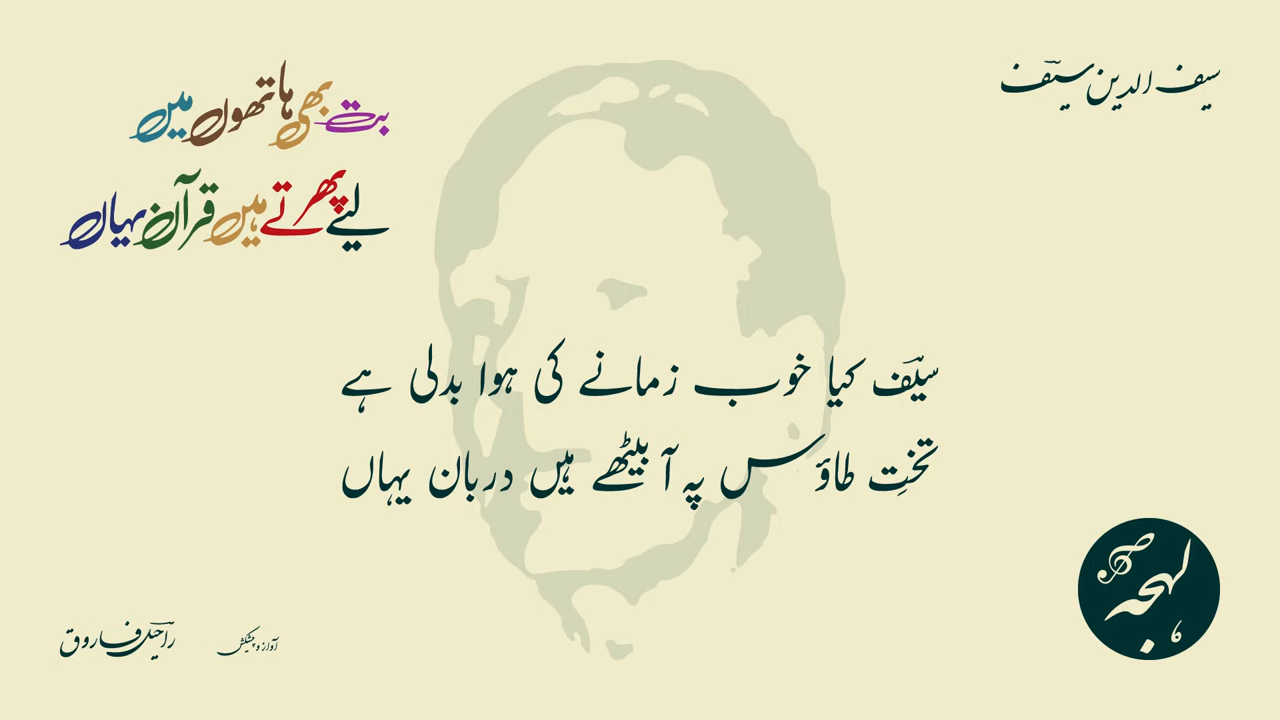 سیف الدین سیفؔ
بت بھی ہاتھوں میں
لیے پھرتے ہیں قرآن یہاں
سیفؔ کیا خوب زمانے کی ہوا بدلی ہے
تختِ طاؤس پہ آ بیٹھے ہیں دربان یہاں
لہجہ
آواز و پیشکش
راحیلؔ فاروق